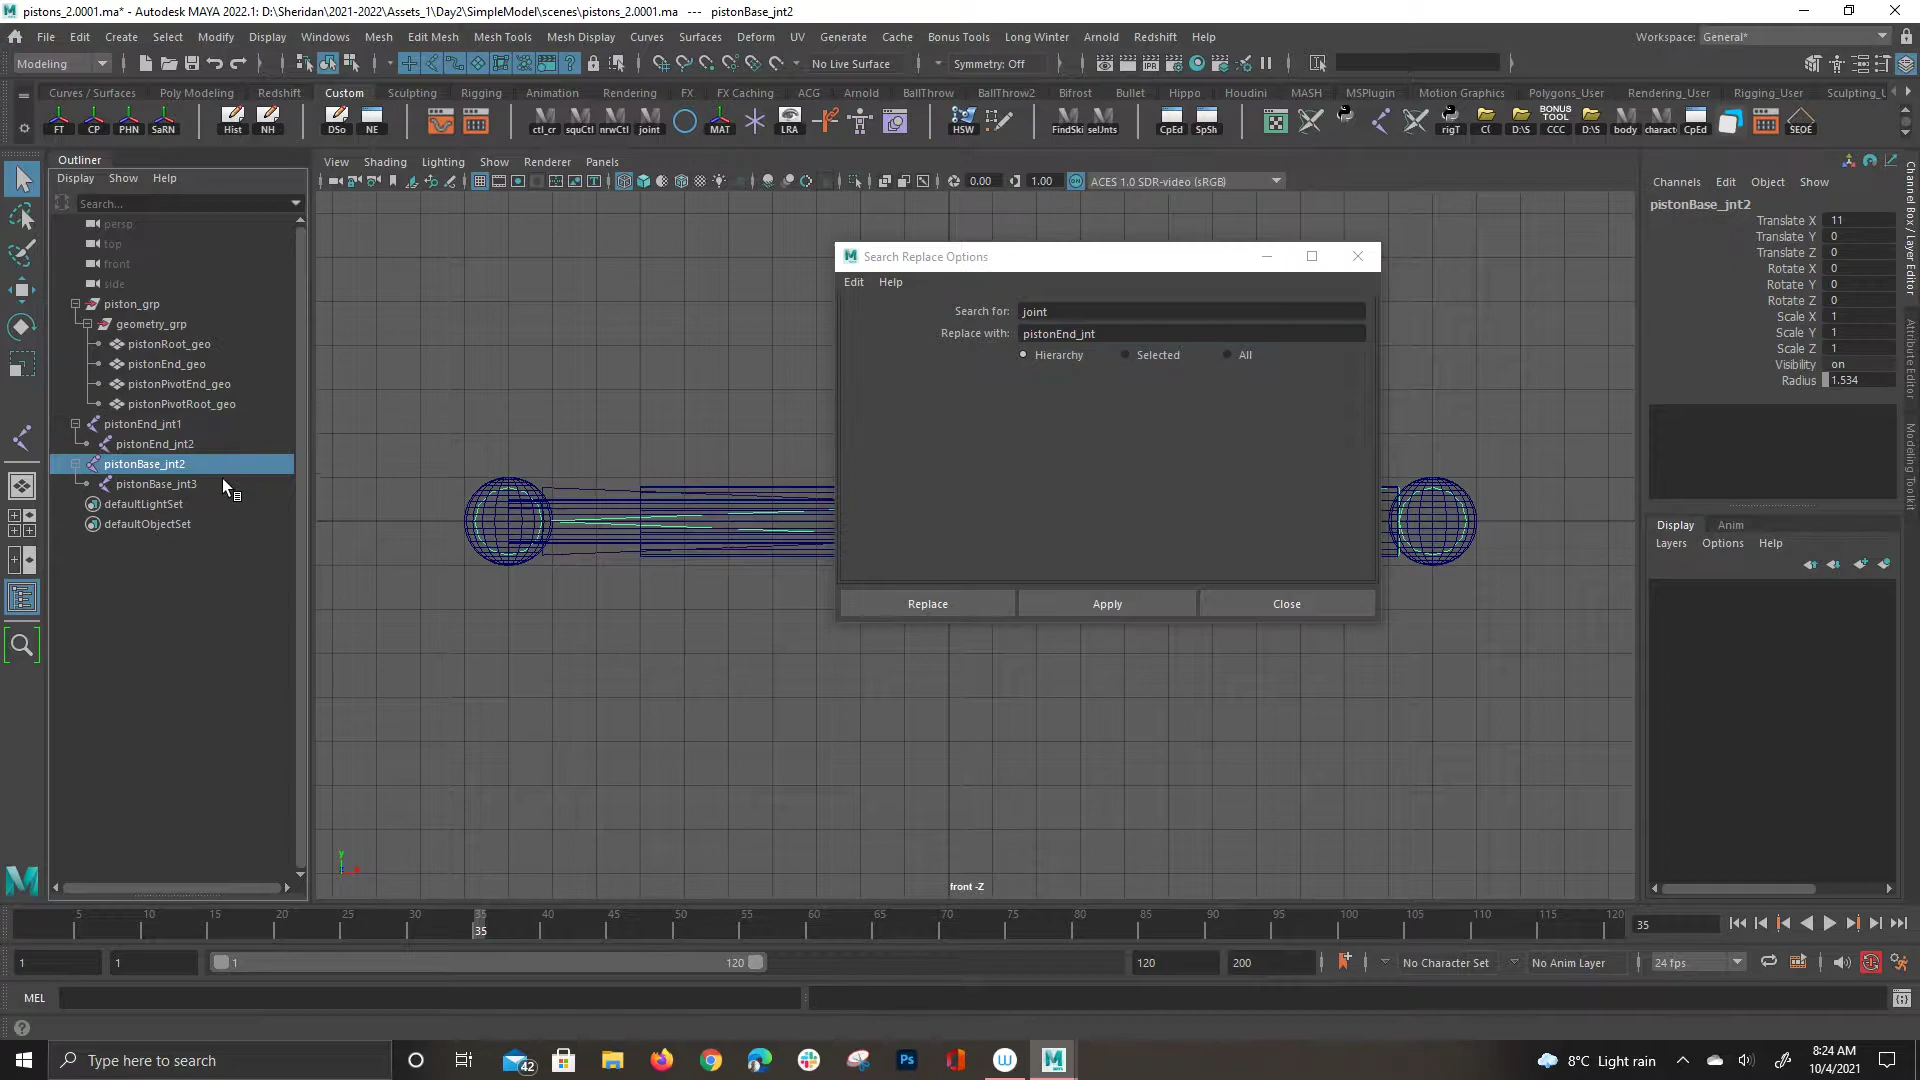 pistons_2.0001.ma* - Autodesk MAYA 2022.1: D:\Sheridan\2021-2022\Assets_1\Day2\SimpleModel\scenes\pistons_2.0001.ma   ---   pistonBase_jnt2
File Edit Create Select Modify Display Windows Mesh Edit Mesh Mesh Tools Mesh Display Curves Surfaces Deform UV Generate Cache Bonus Tools Long Winter Arnold Redshift Help
Workspace: General*
Modeling
No Live Surface
Symmetry: Off
Curves / Surfaces Poly Modeling Redshift Custom Sculpting Rigging Animation Rendering FX FX Caching ACG Arnold BallThrow BallThrow2 Bifrost Bullet Hippo Houdini MASH MSPlugin Motion Graphics Polygons_User Rendering_User Rigging_User
FT CP PHN SaRN Hist NH DSo NE ctl_cr squCtl nrwCtl joint MAT LRA HSW FindSki selJnts CpEd SpSh rigT C( D:\S BONUS TOOL CCC D:\S body charact CpEd SEOE
Outliner
Display Show Help
Search...
persp
top
front
side
piston_grp
geometry_grp
pistonRoot_geo
pistonEnd_geo
pistonPivotEnd_geo
pistonPivotRoot_geo
pistonEnd_jnt1
pistonEnd_jnt2
pistonBase_jnt2
pistonBase_jnt3
defaultLightSet
defaultObjectSet
View Shading Lighting Show Renderer Panels
0.00
1.00
ACES 1.0 SDR-video (sRGB)
Search Replace Options
Edit Help
Search for: joint
Replace with: pistonEnd_jnt
Hierarchy Selected All
Replace Apply Close
y
front -Z
Channels Edit Object Show
pistonBase_jnt2
Translate X 11
Translate Y 0
Translate Z 0
Rotate X 0
Rotate Y 0
Rotate Z 0
Scale X 1
Scale Y 1
Scale Z 1
Visibility on
Radius 1.534
Display Anim
Layers Options Help
Channel Box / Layer Editor
Attribute Editor
Modeling Toolkit
5 10 15 20 25 30 35 40 45 50 55 60 65 70 75 80 85 90 95 100 105 110 115 120
35
35
1 1 1 120 120 200
No Character Set
No Anim Layer
24 fps
MEL
Type here to search
42
Ps
8°C Light rain
8:24 AM
10/4/2021